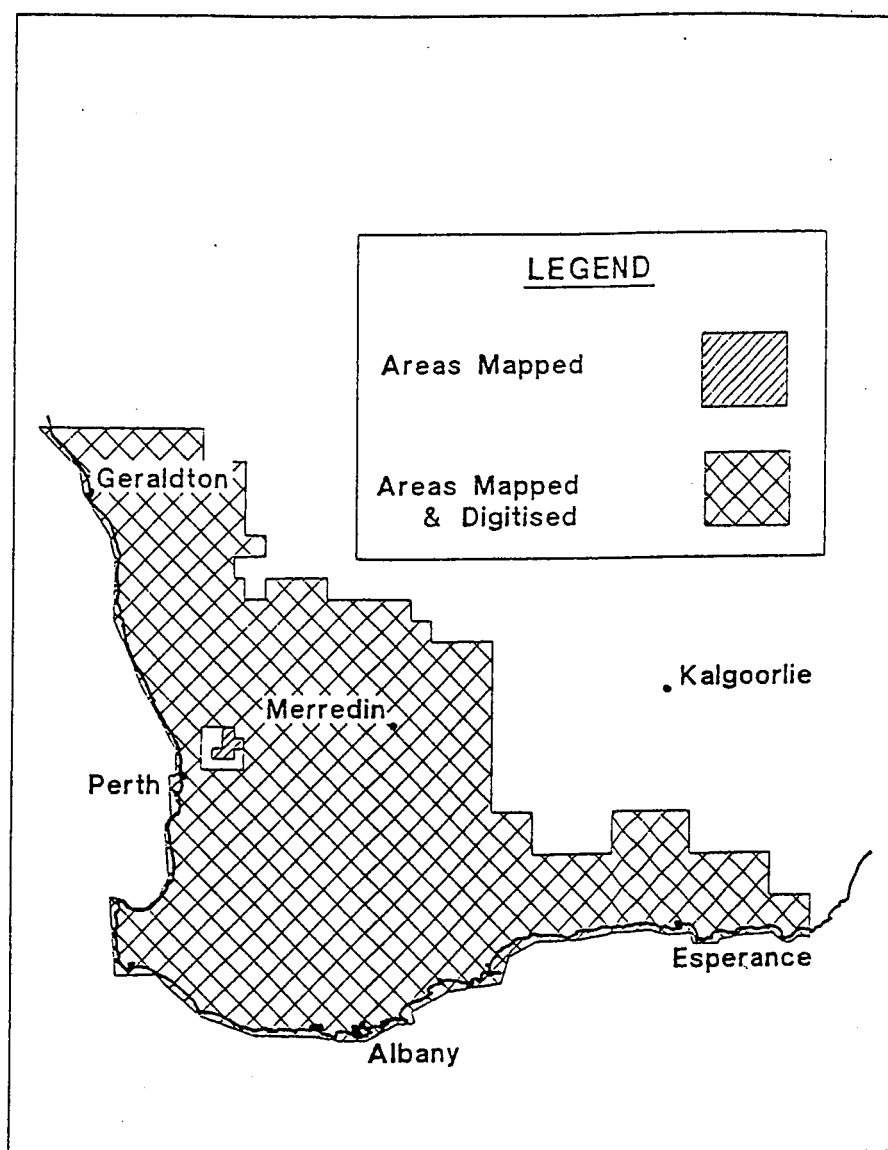 LEGEND
Areas Mapped
Areas Mapped
& Digitised
Geraldton
Kalgoorlie
Merredin
Perth
Esperance
Albany